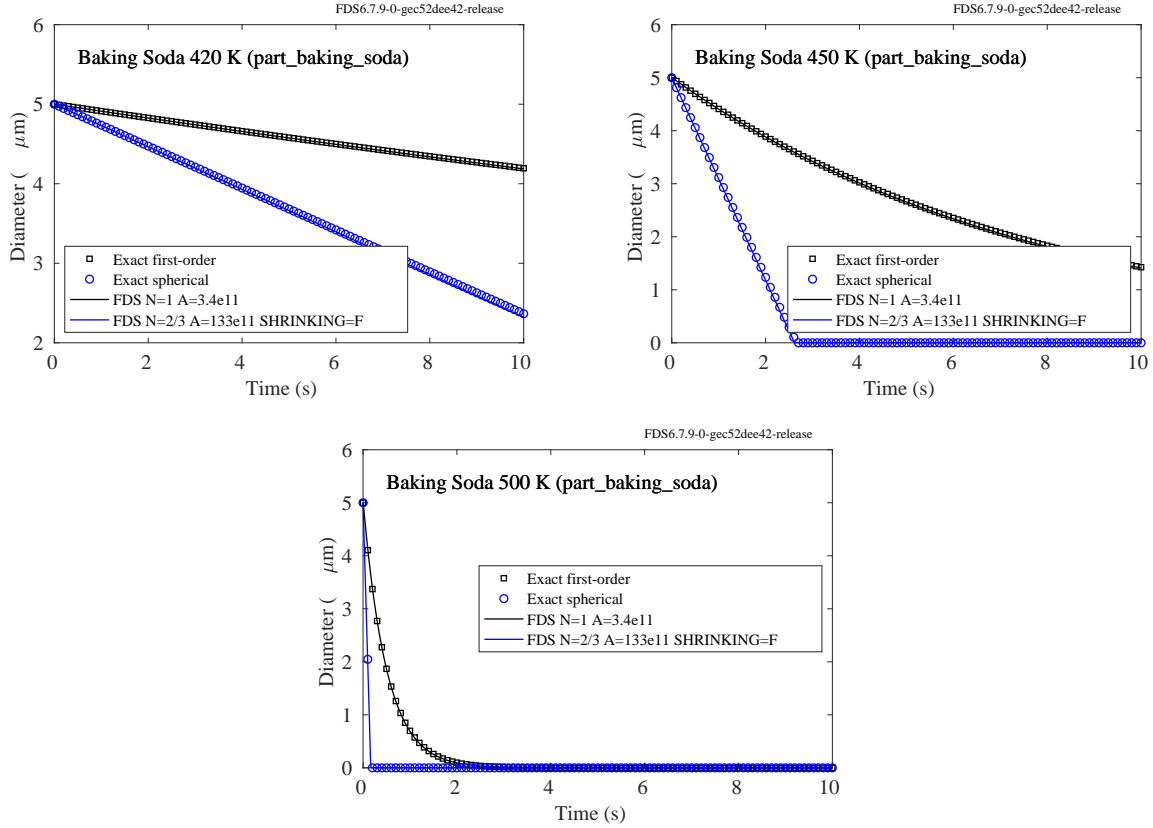 FDS6.7.9-0-gec52dee42-release
Baking Soda 420 K (part_baking_soda)
6
5
4
3
2
Diameter ( μm)
Exact first-order
Exact spherical
FDS N=1 A=3.4e11
FDS N=2/3 A=133e11 SHRINKING=F
0 2 4 6 8 10
Time (s)
FDS6.7.9-0-gec52dee42-release
Baking Soda 450 K (part_baking_soda)
6
5
4
3
2
1
0
Diameter ( μm)
Exact first-order
Exact spherical
FDS N=1 A=3.4e11
FDS N=2/3 A=133e11 SHRINKING=F
0 2 4 6 8 10
Time (s)
FDS6.7.9-0-gec52dee42-release
Baking Soda 500 K (part_baking_soda)
6
5
4
3
2
1
0
Diameter ( μm)
Exact first-order
Exact spherical
FDS N=1 A=3.4e11
FDS N=2/3 A=133e11 SHRINKING=F
0 2 4 6 8 10
Time (s)